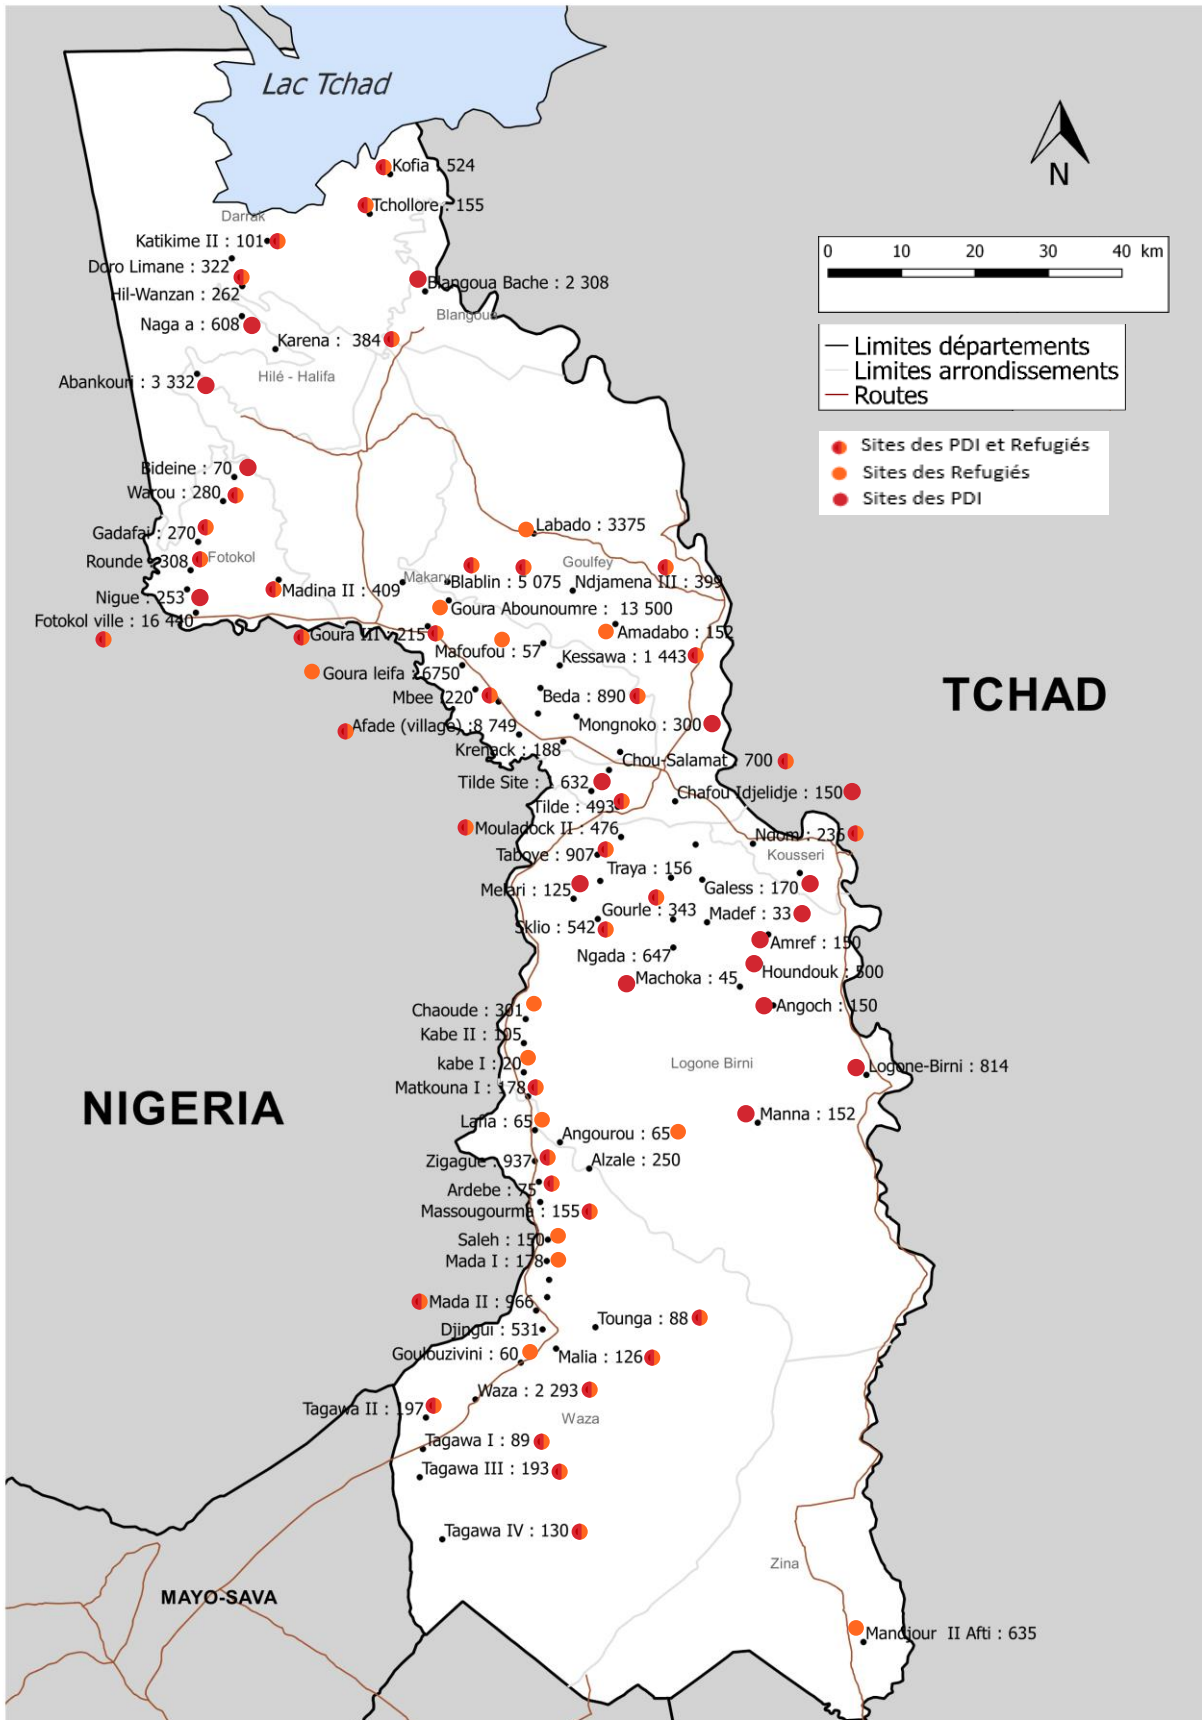 Lac Tchad
Kofia : 524
Tchollore : 155
Darrak
Katikime II : 101
Doro Limane : 322
Hil-Wanzan : 262
Blangoua Bache : 2 308
Blangoua
Naga a : 608
Karena : 384
Hilé - Halifa
Abankouri : 3 332
N
0 10 20 30 40 km
Limites départements
Limites arrondissements
Routes
Sites des PDI et Refugiés
Sites des Refugiés
Sites des PDI
Bideine : 70
Warou : 280
Gadafai : 270
Rounde : 308
Fotokol
Nigue : 253
Fotokol ville : 16 440
Madina II : 409
Labado : 3375
Goulfey
Makary
Blablin : 5 075
Ndjamena III : 399
Goura Abounoumre : 13 500
Goura III : 215
Amadabo : 152
Mafoufou : 57
Kessawa : 1 443
Goura leifa : 6750
Mbee :220
Beda : 890
Afade (village) :8 749
Mongnoko : 300
Krenack : 188
Chou-Salamat : 700
TCHAD
Tilde Site : 1 632
Chafou Idjelidje : 150
Tilde : 493
Mouladock II : 476
Ndom : 236
Kousseri
Taboye : 907
Traya : 156
Melari : 125
Galess : 170
Gourle : 343
Madef : 33
Sklio : 542
Amref : 150
Ngada : 647
Houndouk : 500
Machoka : 45
Angoch : 150
Chaoude : 301
Kabe II : 105
kabe I : 20
Logone Birni
Logone-Birni : 814
Matkouna I : 178
NIGERIA
Lafia : 65
Manna : 152
Angourou : 65
Zigague : 937
Alzale : 250
Ardebe : 75
Massougourma : 155
Saleh : 150
Mada I : 178
Mada II : 966
Tounga : 88
Djingui : 531
Goulouzivini : 60
Malia : 126
Waza : 2 293
Tagawa II : 197
Waza
Tagawa I : 89
Tagawa III : 193
Tagawa IV : 130
Zina
MAYO-SAVA
Mandjour II Afti : 635